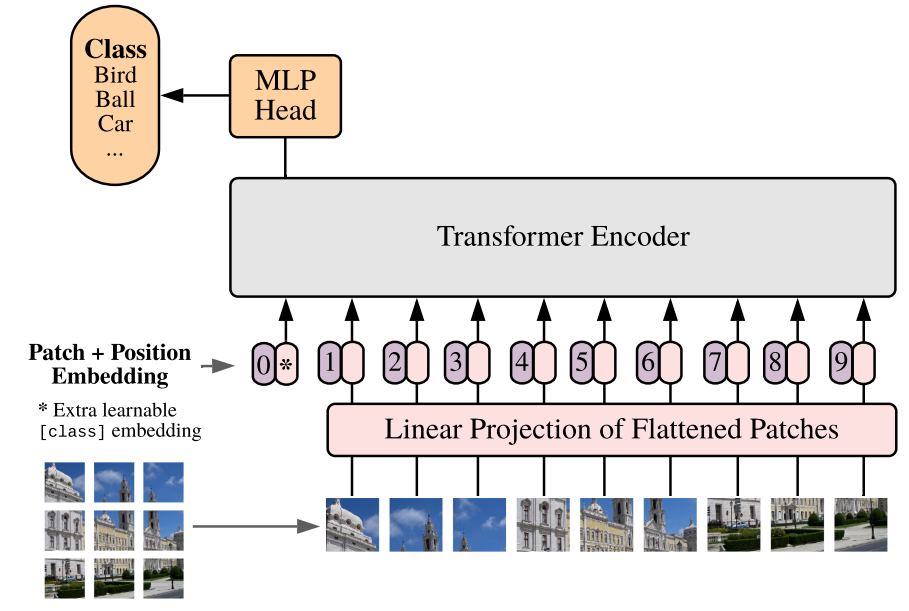 Class
Bird
Ball
Car
...
MLP
Head
Transformer Encoder
Patch + Position
Embedding
* Extra learnable
[class] embedding
0 * 1 2 3 4 5 6 7 8 9
Linear Projection of Flattened Patches